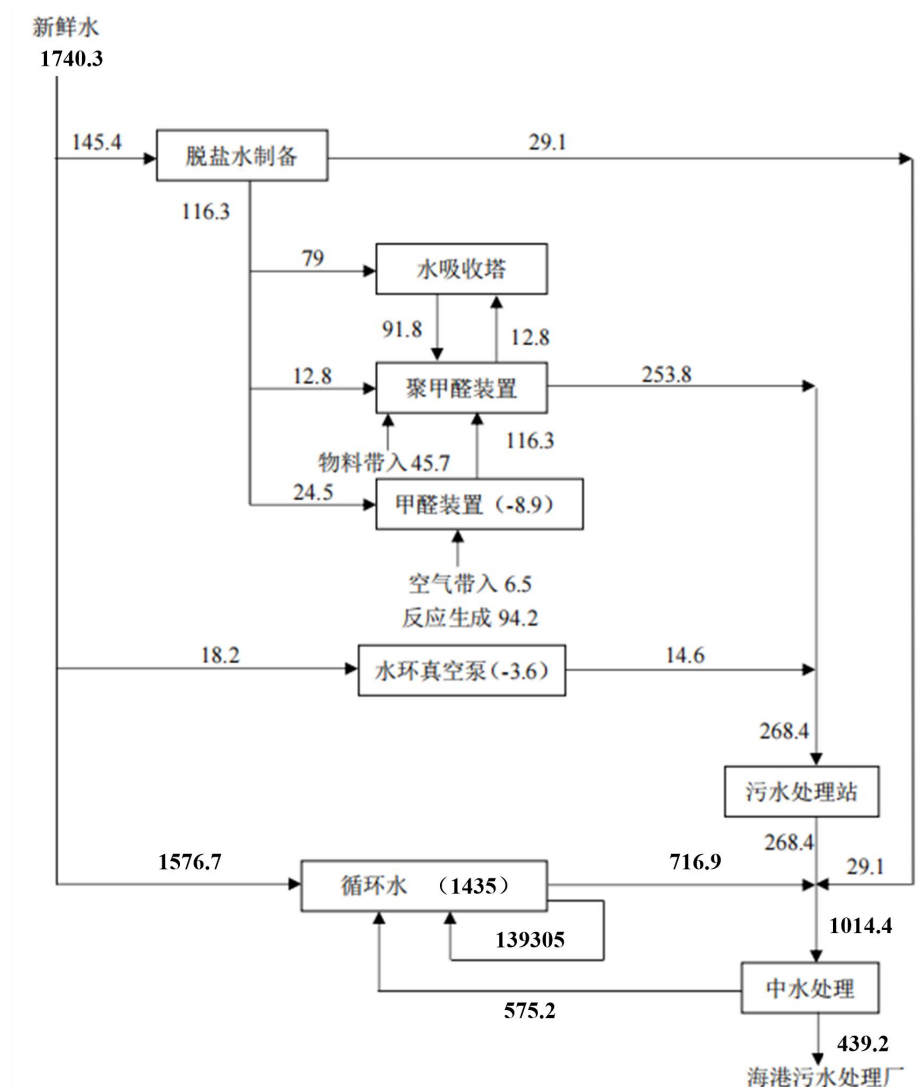 新鲜水
1740.3
145.4
脱盐水制备
29.1
116.3
79
水吸收塔
91.8
12.8
12.8
聚甲醛装置
253.8
物料带入 45.7
116.3
24.5
甲醛装置（-8.9）
空气带入 6.5
反应生成 94.2
18.2
水环真空泵(-3.6)
14.6
268.4
污水处理站
268.4
29.1
1576.7
循环水 （1435）
716.9
139305
1014.4
中水处理
575.2
439.2
海港污水处理厂